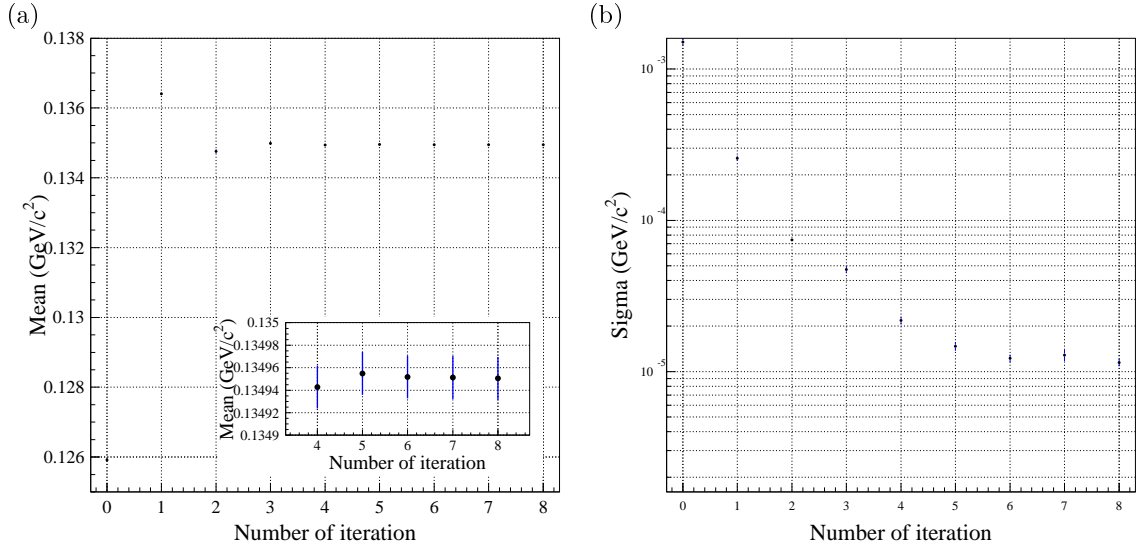 (a)
0.138
0.136
0.134
0.132
0.13
0.128
0.126
Mean (GeV/c²)
0 1 2 3 4 5 6 7 8
Number of iteration
0.135
0.13498
0.13496
0.13494
0.13492
0.1349
Mean (GeV/c²)
4 5 6 7 8
Number of iteration
(b)
10⁻³
10⁻⁴
10⁻⁵
Sigma (GeV/c²)
0 1 2 3 4 5 6 7 8
Number of iteration